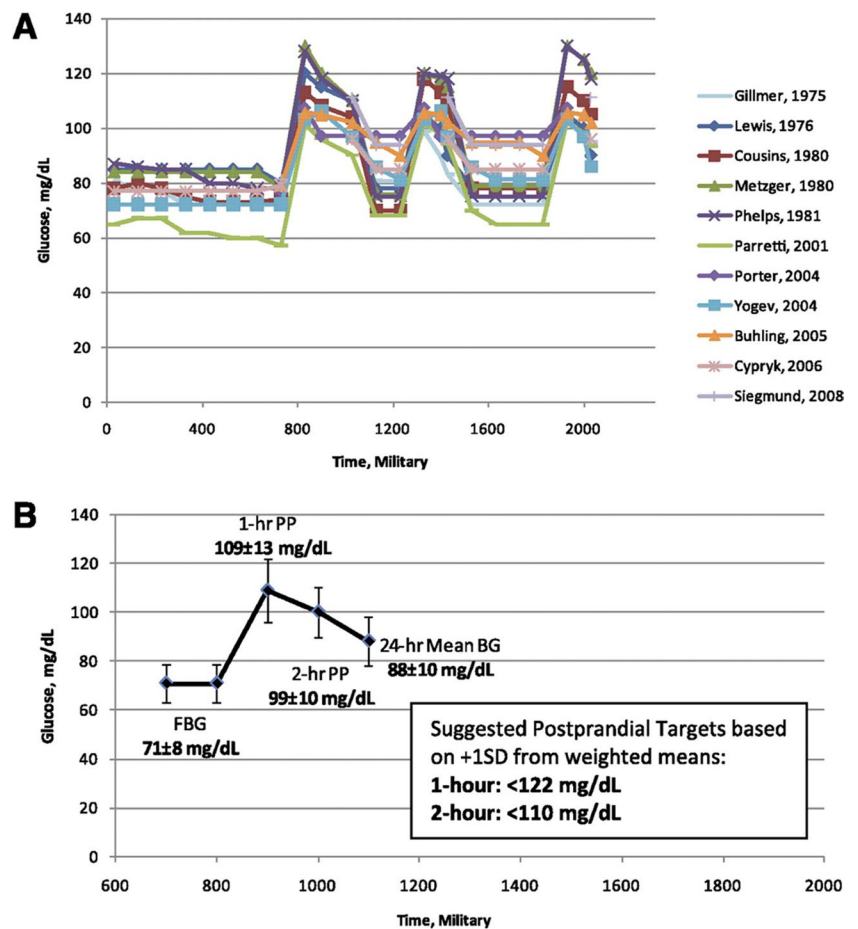 A
140
120
100
80
60
40
20
0
Glucose, mg/dL
0 400 800 1200 1600 2000
Time, Military
Gillmer, 1975
Lewis, 1976
Cousins, 1980
Metzger, 1980
Phelps, 1981
Parretti, 2001
Porter, 2004
Yogev, 2004
Buhling, 2005
Cypryk, 2006
Siegmund, 2008
B
140
120
100
80
60
40
20
0
Glucose, mg/dL
1-hr PP
109±13 mg/dL
24-hr Mean BG
88±10 mg/dL
2-hr PP
99±10 mg/dL
FBG
71±8 mg/dL
Suggested Postprandial Targets based
on +1SD from weighted means:
1-hour: <122 mg/dL
2-hour: <110 mg/dL
600 800 1000 1200 1400 1600 1800 2000
Time, Military